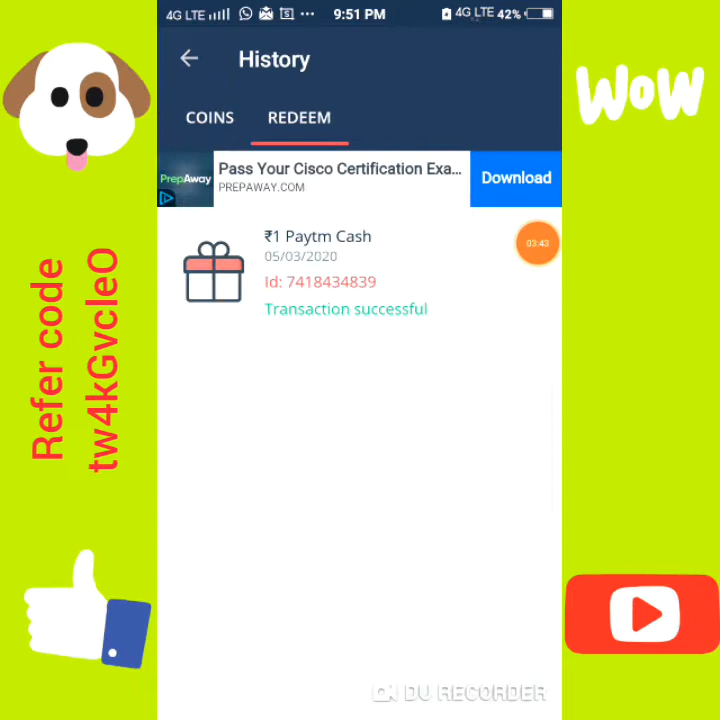 4G LTE
9:51 PM
4G LTE 42%
History
COINS
REDEEM
PrepAway
Pass Your Cisco Certification Exa...
PREPAWAY.COM
Download
₹1 Paytm Cash
05/03/2020
Id: 7418434839
Transaction successful
03:43
Refer code
tw4kGvcleO
WoW
DU RECORDER